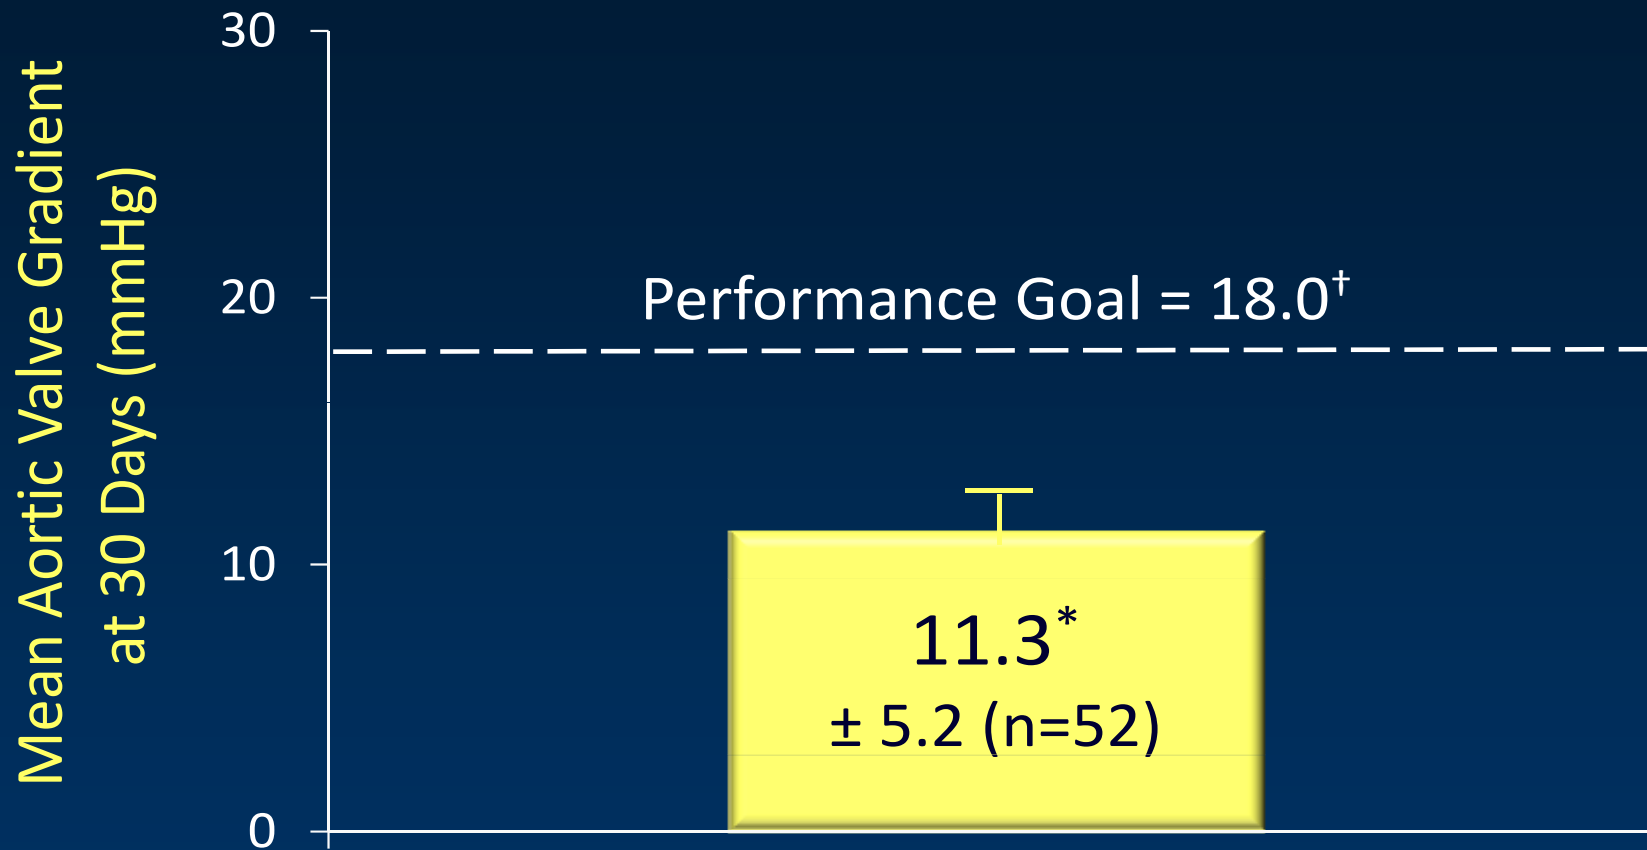 Mean Aortic Valve Gradient
at 30 Days (mmHg)
30
20
10
0
Performance Goal = 18.0†
11.3*
± 5.2 (n=52)